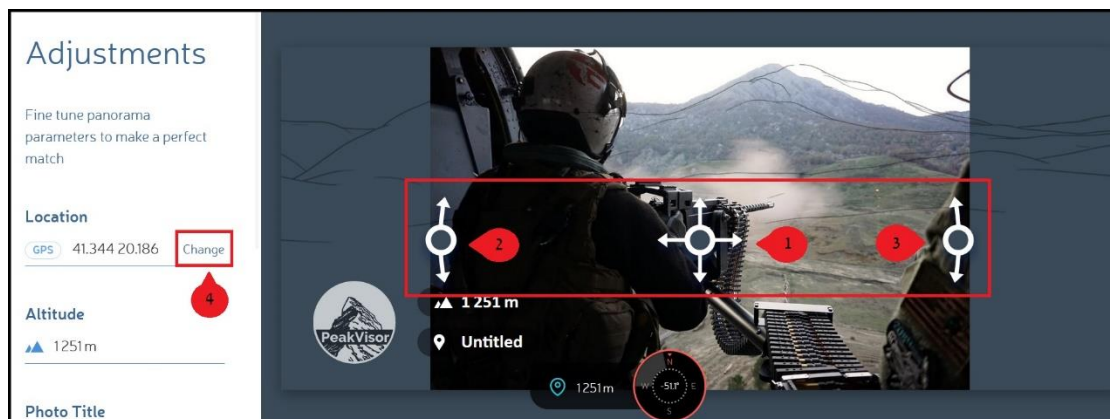 Adjustments
Fine tune panorama
parameters to make a perfect
match
Location
GPS 41.344 20.186 Change
4
Altitude
1251m
Photo Title
2
1
3
PeakVisor
1 251 m
Untitled
1251m
N
W -51.1° E
S